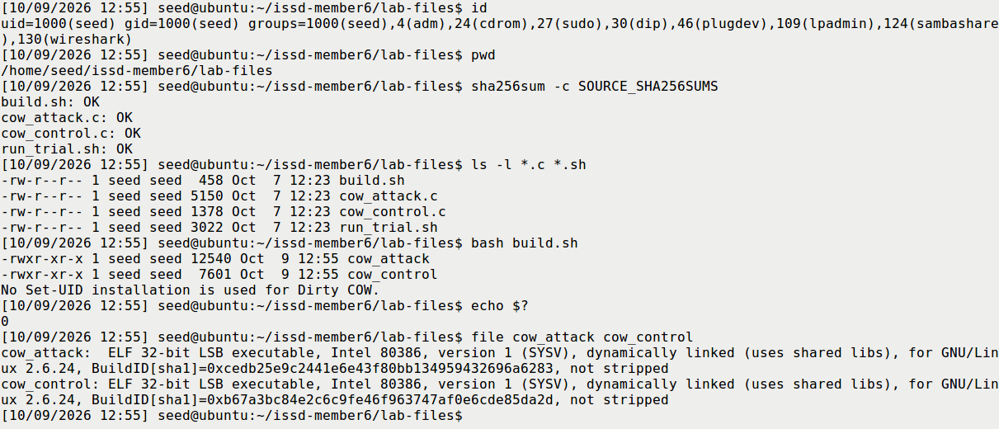 [10/09/2026 12:55] seed@ubuntu:~/issd-member6/lab-files$ id
uid=1000(seed) gid=1000(seed) groups=1000(seed),4(adm),24(cdrom),27(sudo),30(dip),46(plugdev),109(lpadmin),124(sambashare
),130(wireshark)
[10/09/2026 12:55] seed@ubuntu:~/issd-member6/lab-files$ pwd
/home/seed/issd-member6/lab-files
[10/09/2026 12:55] seed@ubuntu:~/issd-member6/lab-files$ sha256sum -c SOURCE_SHA256SUMS
build.sh: OK
cow_attack.c: OK
cow_control.c: OK
run_trial.sh: OK
[10/09/2026 12:55] seed@ubuntu:~/issd-member6/lab-files$ ls -l *.c *.sh
-rw-r--r-- 1 seed seed  458 Oct  7 12:23 build.sh
-rw-r--r-- 1 seed seed 5150 Oct  7 12:23 cow_attack.c
-rw-r--r-- 1 seed seed 1378 Oct  7 12:23 cow_control.c
-rw-r--r-- 1 seed seed 3022 Oct  7 12:23 run_trial.sh
[10/09/2026 12:55] seed@ubuntu:~/issd-member6/lab-files$ bash build.sh
-rwxr-xr-x 1 seed seed 12540 Oct  9 12:55 cow_attack
-rwxr-xr-x 1 seed seed  7601 Oct  9 12:55 cow_control
No Set-UID installation is used for Dirty COW.
[10/09/2026 12:55] seed@ubuntu:~/issd-member6/lab-files$ echo $?
0
[10/09/2026 12:55] seed@ubuntu:~/issd-member6/lab-files$ file cow_attack cow_control
cow_attack:  ELF 32-bit LSB executable, Intel 80386, version 1 (SYSV), dynamically linked (uses shared libs), for GNU/Lin
ux 2.6.24, BuildID[sha1]=0xcedb25e9c2441e6e43f80bb134959432696a6283, not stripped
cow_control: ELF 32-bit LSB executable, Intel 80386, version 1 (SYSV), dynamically linked (uses shared libs), for GNU/Lin
ux 2.6.24, BuildID[sha1]=0xb67a3bc84e2c6c9fe46f963747af0e6cde85da2d, not stripped
[10/09/2026 12:55] seed@ubuntu:~/issd-member6/lab-files$